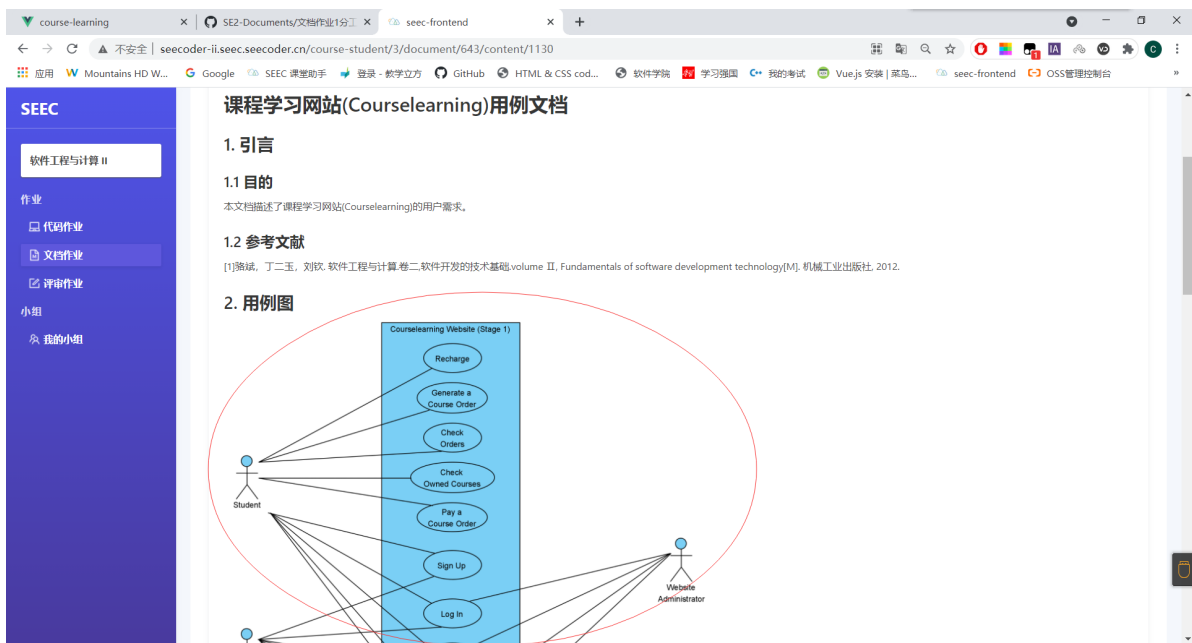 course-learning
SE2-Documents/文档作业1分工
seec-frontend
不安全 | seecoder-ii.seec.seecoder.cn/course-student/3/document/643/content/1130
应用 Mountains HD W... Google SEEC 课堂助手 登录 - 教学立方 GitHub HTML & CSS cod... 软件学院 学习强国 我的考试 Vue.js 安装 | 菜鸟... seec-frontend OSS管理控制台 »
SEEC
软件工程与计算 II
作业
代码作业
文档作业
评审作业
小组
我的小组
课程学习网站(Courselearning)用例文档
1. 引言
1.1 目的
本文档描述了课程学习网站(Courselearning)的用户需求。
1.2 参考文献
[1]骆斌，丁二玉，刘钦. 软件工程与计算.卷二,软件开发的技术基础.volume Ⅱ, Fundamentals of software development technology[M]. 机械工业出版社, 2012.
2. 用例图
Courselearning Website (Stage 1)
Recharge
Generate a
Course Order
Check
Orders
Check
Owned Courses
Student
Pay a
Course Order
Sign Up
Website
Administrator
Log In